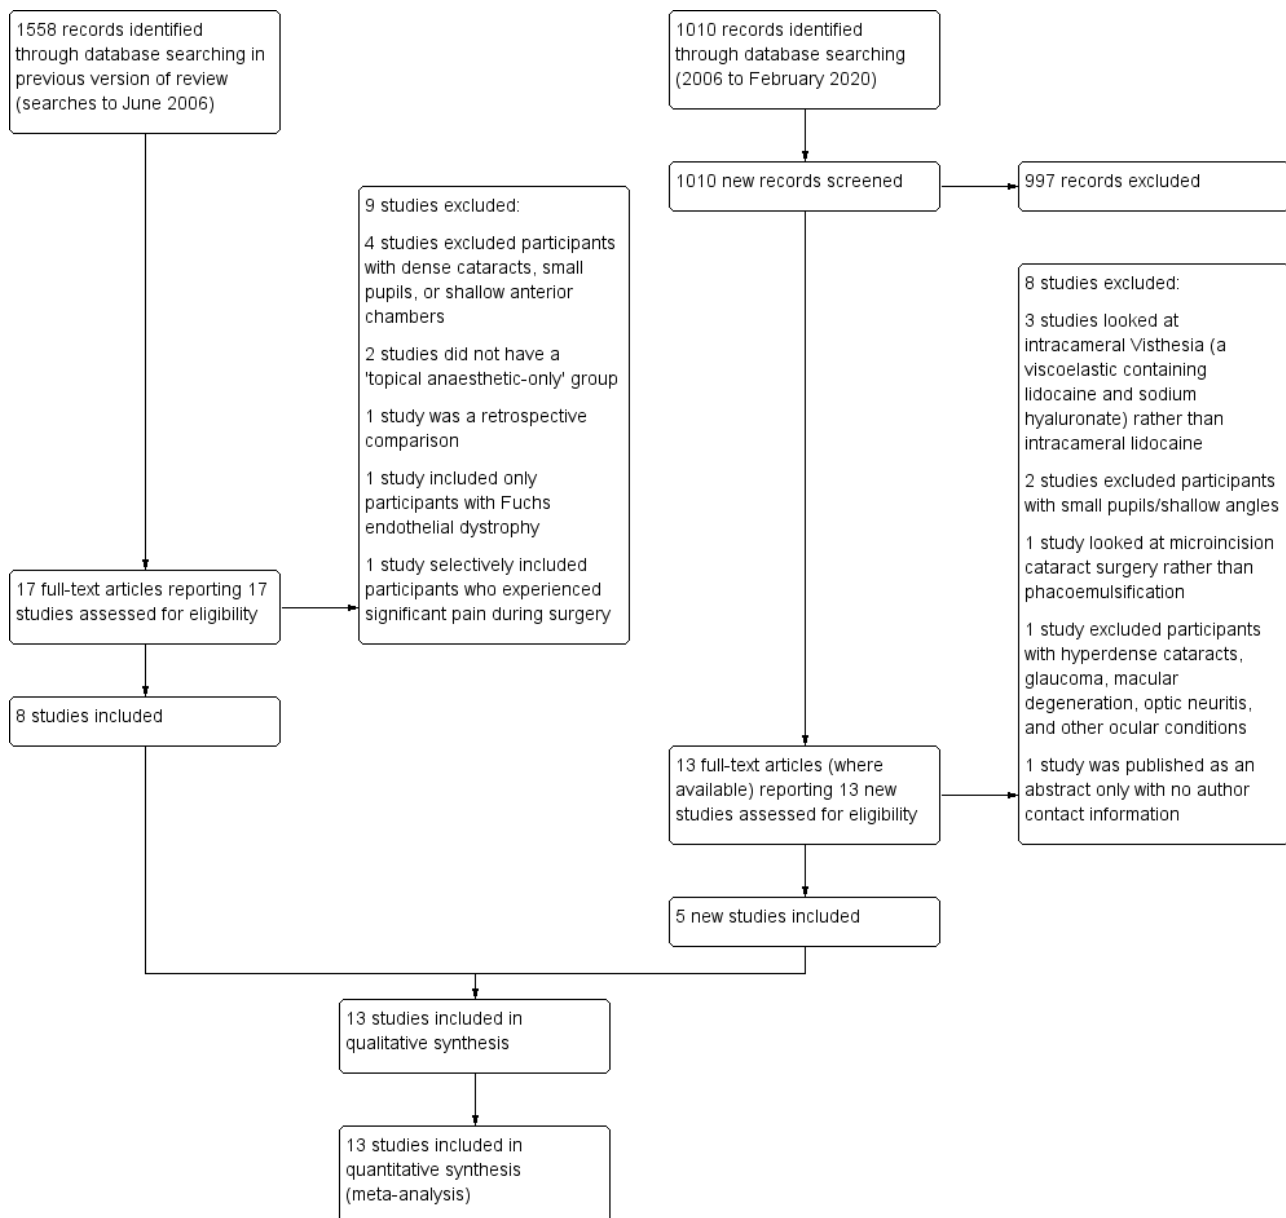 1558 records identified
through database searching in
previous version of review
(searches to June 2006)
1010 records identified
through database searching
(2006 to February 2020)
1010 new records screened
997 records excluded
9 studies excluded:
4 studies excluded participants
with dense cataracts, small
pupils, or shallow anterior
chambers
2 studies did not have a
'topical anaesthetic-only' group
1 study was a retrospective
comparison
1 study included only
participants with Fuchs
endothelial dystrophy
1 study selectively included
participants who experienced
significant pain during surgery
8 studies excluded:
3 studies looked at
intracameral Visthesia (a
viscoelastic containing
lidocaine and sodium
hyaluronate) rather than
intracameral lidocaine
2 studies excluded participants
with small pupils/shallow angles
1 study looked at microincision
cataract surgery rather than
phacoemulsification
1 study excluded participants
with hyperdense cataracts,
glaucoma, macular
degeneration, optic neuritis,
and other ocular conditions
1 study was published as an
abstract only with no author
contact information
17 full-text articles reporting 17
studies assessed for eligibility
8 studies included
13 full-text articles (where
available) reporting 13 new
studies assessed for eligibility
5 new studies included
13 studies included in
qualitative synthesis
13 studies included in
quantitative synthesis
(meta-analysis)